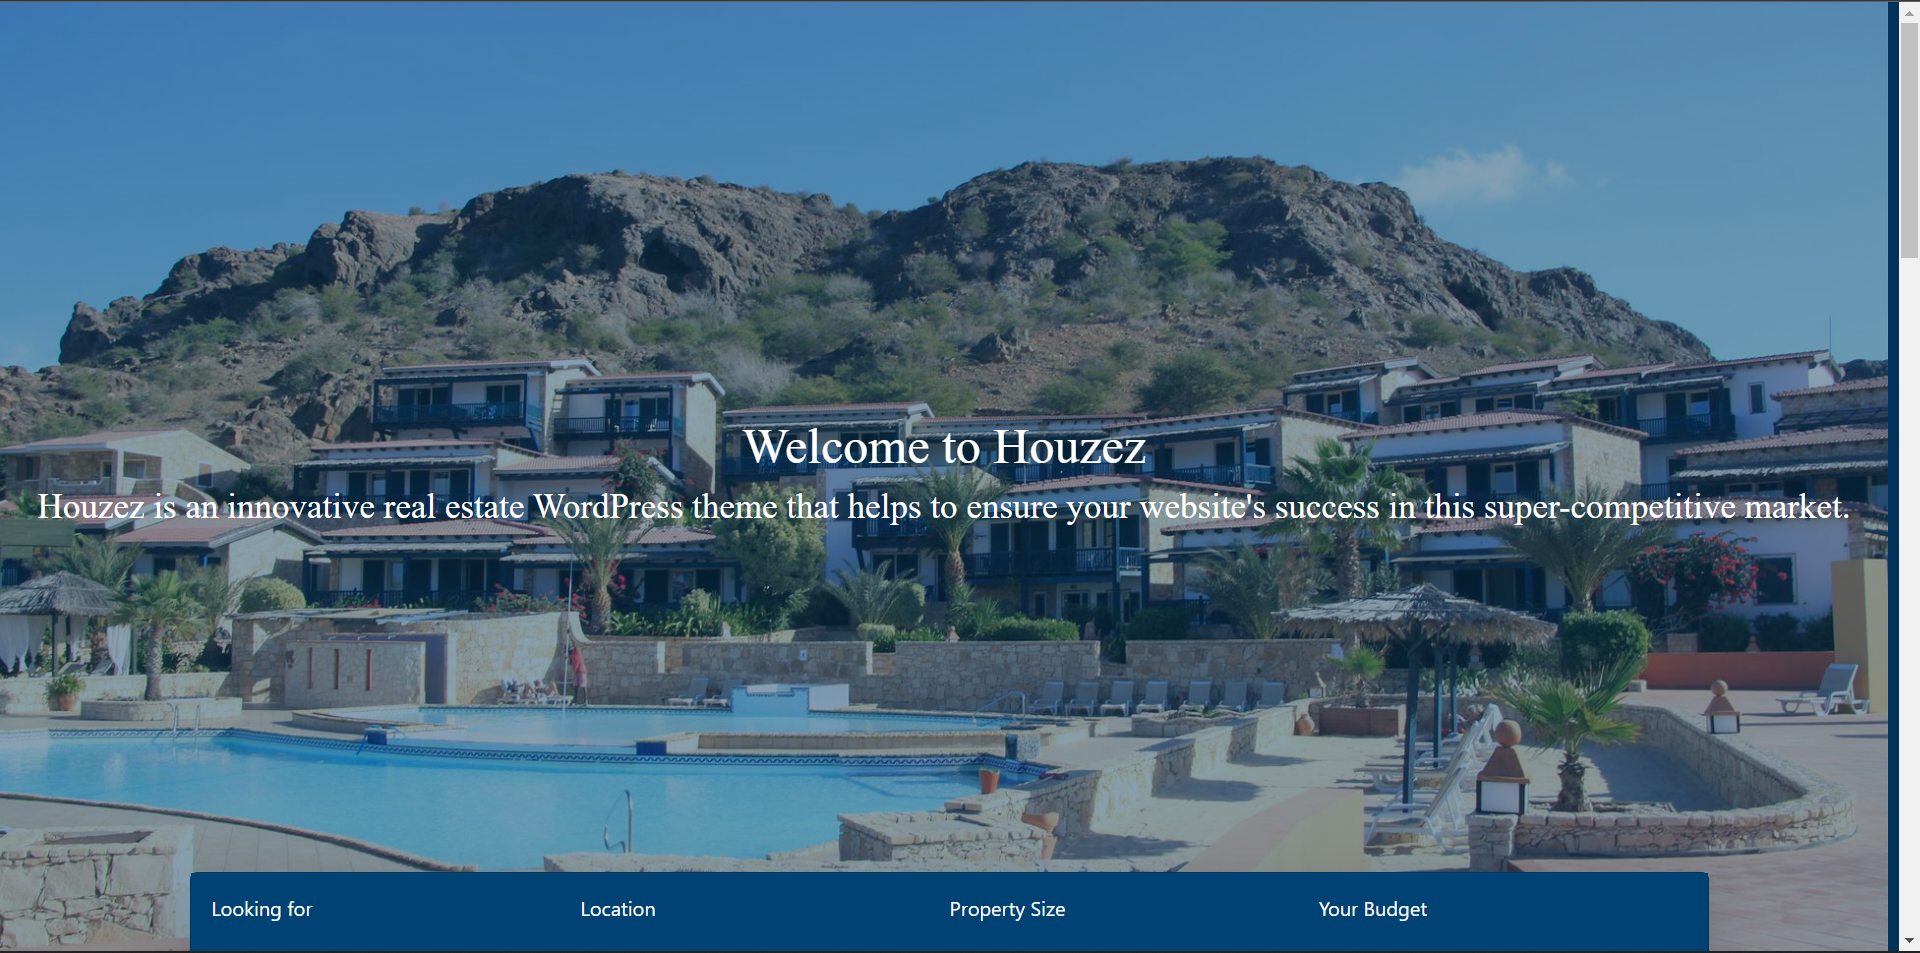 Welcome to Houzez
Houzez is an innovative real estate WordPress theme that helps to ensure your website's success in this super-competitive market.
Looking for
Location
Property Size
Your Budget